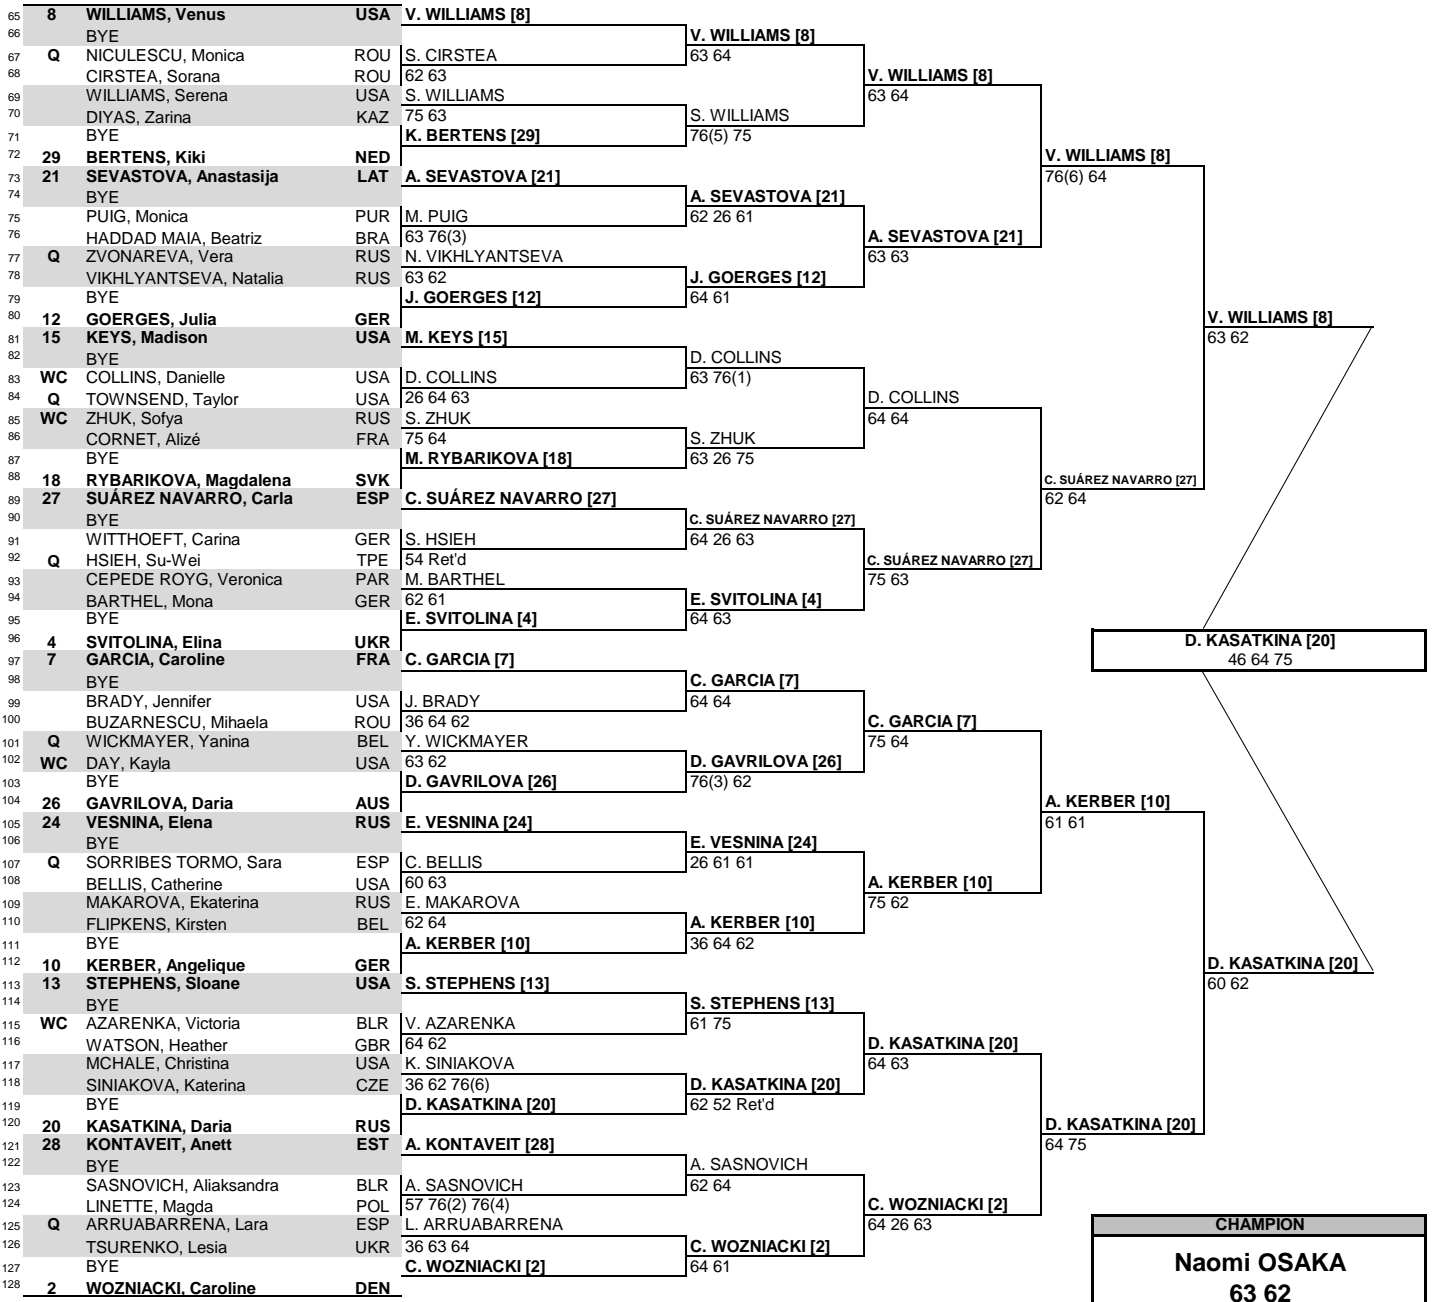 65 8 WILLIAMS, Venus USA V. WILLIAMS [8]
66 BYE V. WILLIAMS [8]
67 Q NICULESCU, Monica ROU S. CIRSTEA 63 64
68 CIRSTEA, Sorana ROU 62 63 V. WILLIAMS [8]
69 WILLIAMS, Serena USA S. WILLIAMS 63 64
70 DIYAS, Zarina KAZ 75 63 S. WILLIAMS
71 BYE K. BERTENS [29] 76(5) 75
72 29 BERTENS, Kiki NED V. WILLIAMS [8]
73 21 SEVASTOVA, Anastasija LAT A. SEVASTOVA [21] 76(6) 64
74 BYE A. SEVASTOVA [21]
75 PUIG, Monica PUR M. PUIG 62 26 61
76 HADDAD MAIA, Beatriz BRA 63 76(3) A. SEVASTOVA [21]
77 Q ZVONAREVA, Vera RUS N. VIKHLYANTSEVA 63 63
78 VIKHLYANTSEVA, Natalia RUS 63 62 J. GOERGES [12]
79 BYE J. GOERGES [12] 64 61
80 12 GOERGES, Julia GER V. WILLIAMS [8]
81 15 KEYS, Madison USA M. KEYS [15] 63 62
82 BYE D. COLLINS
83 WC COLLINS, Danielle USA D. COLLINS 63 76(1)
84 Q TOWNSEND, Taylor USA 26 64 63 D. COLLINS
85 WC ZHUK, Sofya RUS S. ZHUK 64 64
86 CORNET, Alizé FRA 75 64 S. ZHUK
87 BYE M. RYBARIKOVA [18] 63 26 75
88 18 RYBARIKOVA, Magdalena SVK C. SUÁREZ NAVARRO [27]
89 27 SUÁREZ NAVARRO, Carla ESP C. SUÁREZ NAVARRO [27] 62 64
90 BYE C. SUÁREZ NAVARRO [27]
91 WITTHOEFT, Carina GER S. HSIEH 64 26 63
92 Q HSIEH, Su-Wei TPE 54 Ret'd C. SUÁREZ NAVARRO [27]
93 CEPEDE ROYG, Veronica PAR M. BARTHEL 75 63
94 BARTHEL, Mona GER 62 61 E. SVITOLINA [4]
95 BYE E. SVITOLINA [4] 64 63
96 4 SVITOLINA, Elina UKR D. KASATKINA [20]
97 7 GARCIA, Caroline FRA C. GARCIA [7] 46 64 75
98 BYE C. GARCIA [7]
99 BRADY, Jennifer USA J. BRADY 64 64
100 BUZARNESCU, Mihaela ROU 36 64 62 C. GARCIA [7]
101 Q WICKMAYER, Yanina BEL Y. WICKMAYER 75 64
102 WC DAY, Kayla USA 63 62 D. GAVRILOVA [26]
103 BYE D. GAVRILOVA [26] 76(3) 62
104 26 GAVRILOVA, Daria AUS A. KERBER [10]
105 24 VESNINA, Elena RUS E. VESNINA [24] 61 61
106 BYE E. VESNINA [24]
107 Q SORRIBES TORMO, Sara ESP C. BELLIS 26 61 61
108 BELLIS, Catherine USA 60 63 A. KERBER [10]
109 MAKAROVA, Ekaterina RUS E. MAKAROVA 75 62
110 FLIPKENS, Kirsten BEL 62 64 A. KERBER [10]
111 BYE A. KERBER [10] 36 64 62
112 10 KERBER, Angelique GER D. KASATKINA [20]
113 13 STEPHENS, Sloane USA S. STEPHENS [13] 60 62
114 BYE S. STEPHENS [13]
115 WC AZARENKA, Victoria BLR V. AZARENKA 61 75
116 WATSON, Heather GBR 64 62 D. KASATKINA [20]
117 MCHALE, Christina USA K. SINIAKOVA 64 63
118 SINIAKOVA, Katerina CZE 36 62 76(6) D. KASATKINA [20]
119 BYE D. KASATKINA [20] 62 52 Ret'd
120 20 KASATKINA, Daria RUS D. KASATKINA [20]
121 28 KONTAVEIT, Anett EST A. KONTAVEIT [28] 64 75
122 BYE A. SASNOVICH
123 SASNOVICH, Aliaksandra BLR A. SASNOVICH 62 64
124 LINETTE, Magda POL 57 76(2) 76(4) C. WOZNIACKI [2]
125 Q ARRUABARRENA, Lara ESP L. ARRUABARRENA 64 26 63 CHAMPION
126 TSURENKO, Lesia UKR 36 63 64 C. WOZNIACKI [2]
127 BYE C. WOZNIACKI [2] 64 61 Naomi OSAKA
128 2 WOZNIACKI, Caroline DEN 63 62